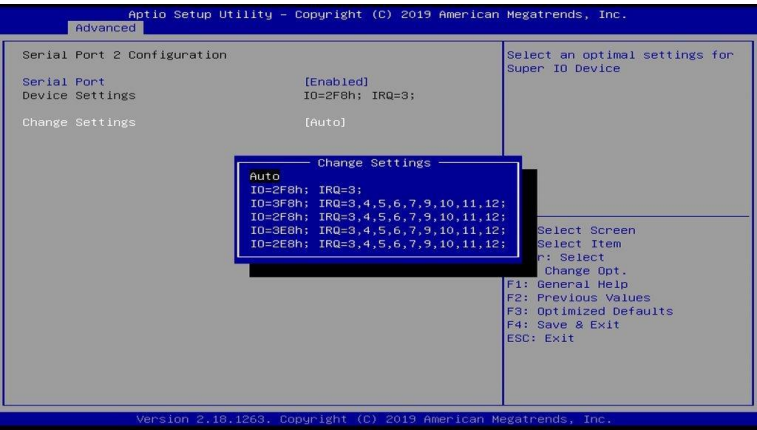 Aptio Setup Utility – Copyright (C) 2019 American Megatrends, Inc.
Advanced
Serial Port 2 Configuration
Serial Port [Enabled]
Device Settings IO=2F8h; IRQ=3;
Change Settings [Auto]
Select an optimal settings for
Super IO Device
Change Settings
Auto
IO=2F8h; IRQ=3;
IO=3F8h; IRQ=3,4,5,6,7,9,10,11,12;
IO=2F8h; IRQ=3,4,5,6,7,9,10,11,12;
IO=3E8h; IRQ=3,4,5,6,7,9,10,11,12;
IO=2E8h; IRQ=3,4,5,6,7,9,10,11,12;
Select Screen
Select Item
r: Select
Change Opt.
F1: General Help
F2: Previous Values
F3: Optimized Defaults
F4: Save & Exit
ESC: Exit
Version 2.18.1263. Copyright (C) 2019 American Megatrends, Inc.